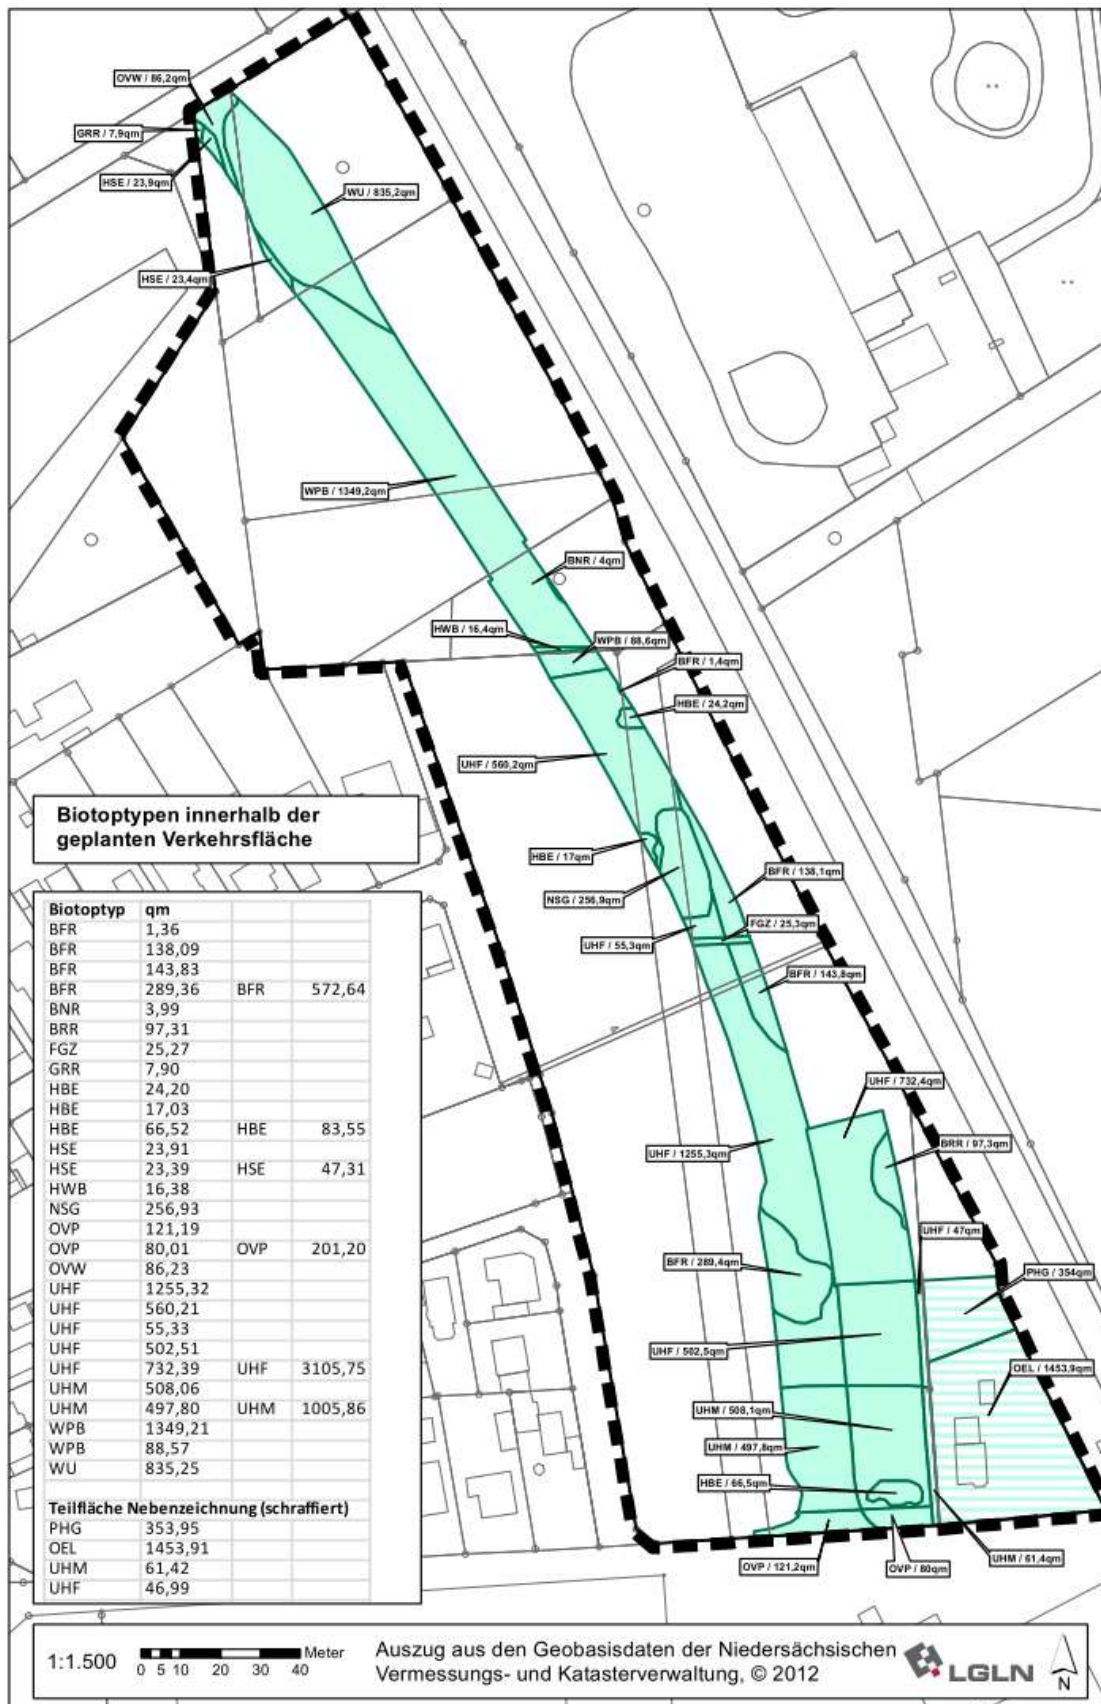 OVW / 86,2qm
GRR / 7,9qm
HSE / 23,9qm
WU / 835,2qm
HSE / 23,4qm
WPB / 1349,2qm
BNR / 4qm
HWB / 16,4qm
WPB / 88,6qm
BFR / 1,4qm
HBE / 24,2qm
UHF / 560,2qm
Biotoptypen innerhalb der
geplanten Verkehrsfläche
HBE / 17qm
BFR / 138,1qm
NSG / 256,9qm
FGZ / 25,3qm
UHF / 55,3qm
BFR / 143,8qm
UHF / 732,4qm
BRR / 97,3qm
UHF / 1255,3qm
UHF / 47qm
BFR / 289,4qm
PHG / 354qm
UHF / 502,5qm
OEL / 1453,9qm
UHM / 508,1qm
UHM / 497,8qm
HBE / 66,5qm
OVP / 121,2qm
OVP / 80qm
UHM / 61,4qm
Biotoptyp qm
BFR 1,36
BFR 138,09
BFR 143,83
BFR 289,36 BFR 572,64
BNR 3,99
BRR 97,31
FGZ 25,27
GRR 7,90
HBE 24,20
HBE 17,03
HBE 66,52 HBE 83,55
HSE 23,91
HSE 23,39 HSE 47,31
HWB 16,38
NSG 256,93
OVP 121,19
OVP 80,01 OVP 201,20
OVW 86,23
UHF 1255,32
UHF 560,21
UHF 55,33
UHF 502,51
UHF 732,39 UHF 3105,75
UHM 508,06
UHM 497,80 UHM 1005,86
WPB 1349,21
WPB 88,57
WU 835,25
Teilfläche Nebenzeichnung (schraffiert)
PHG 353,95
OEL 1453,91
UHM 61,42
UHF 46,99
1:1.500
Meter
0 5 10 20 30 40
Auszug aus den Geobasisdaten der Niedersächsischen
Vermessungs- und Katasterverwaltung, © 2012
LGLN
N